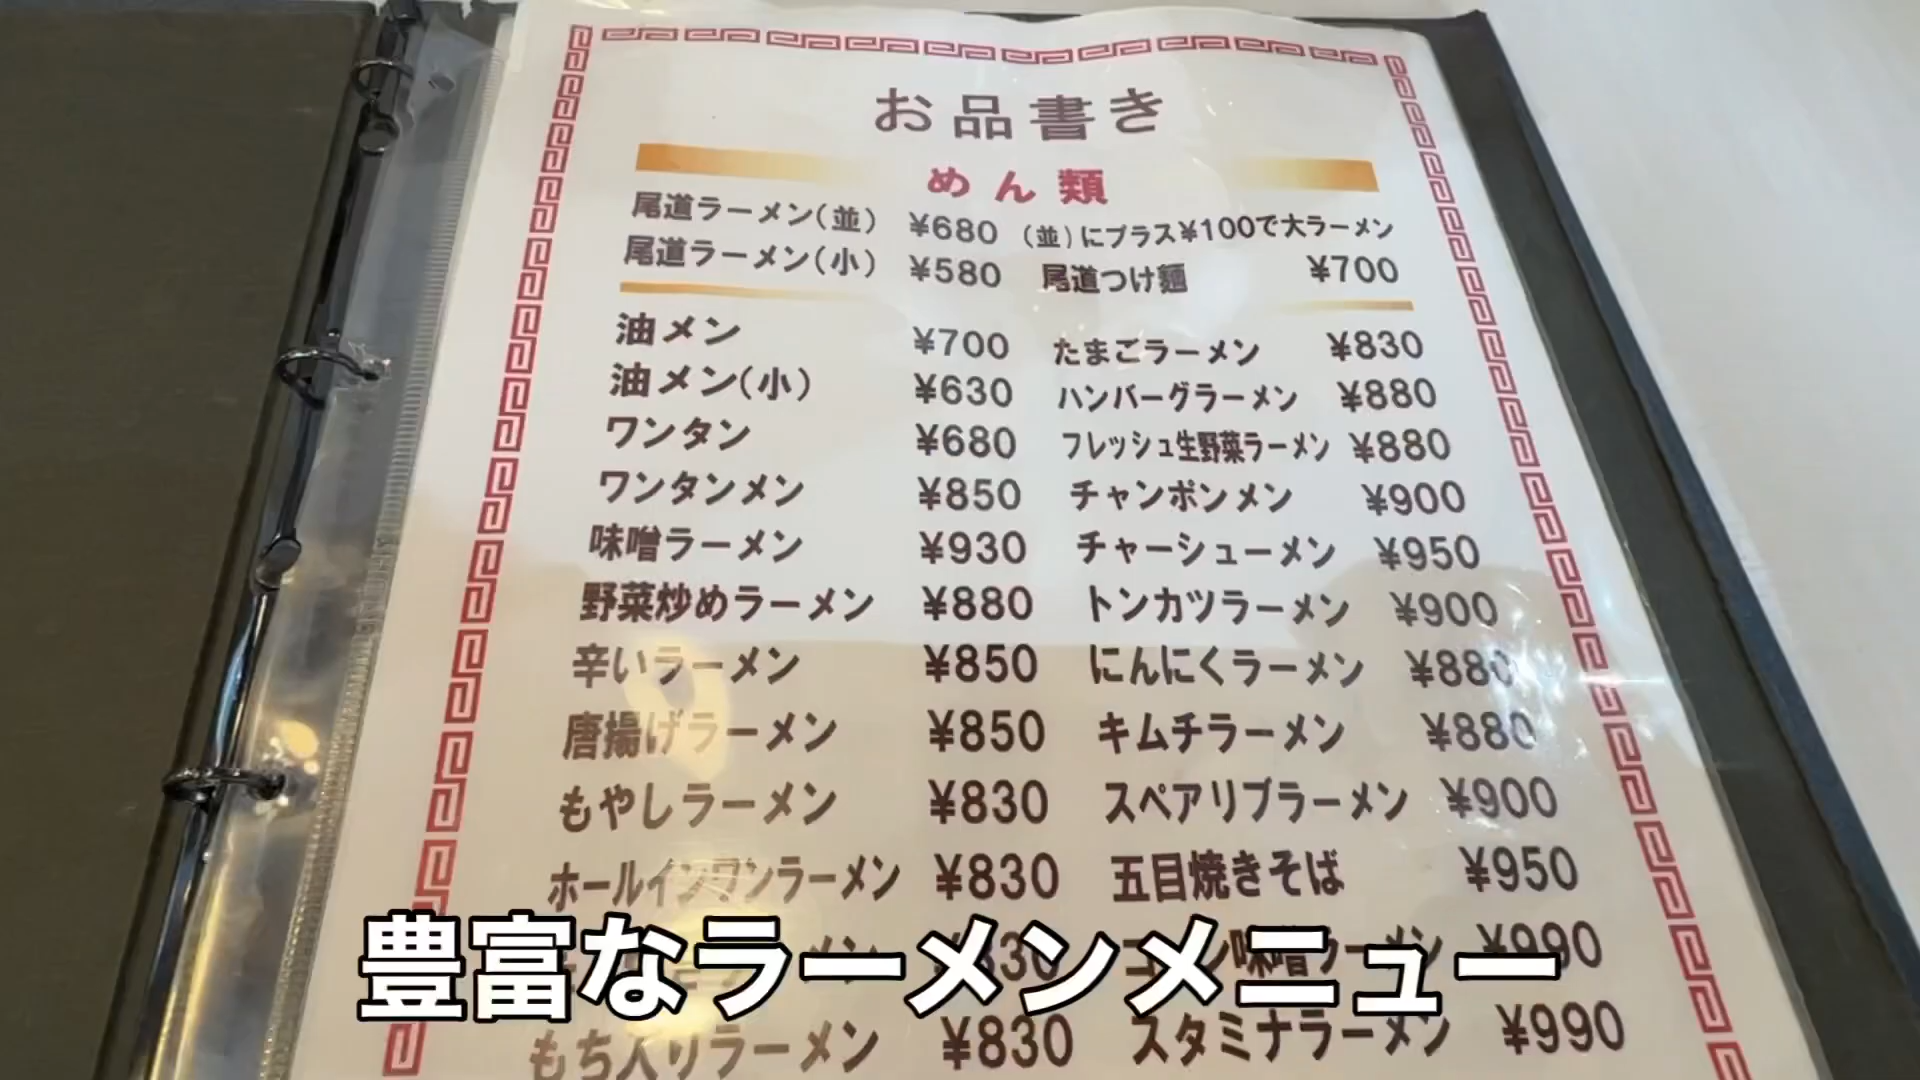 お品書き
めん類
尾道ラーメン(並) ¥680 (並)にプラス¥100で大ラーメン
尾道ラーメン(小) ¥580 尾道つけ麺 ¥700
油メン ¥700 たまごラーメン ¥830
油メン(小) ¥630 ハンバーグラーメン ¥880
ワンタン ¥680 フレッシュ生野菜ラーメン ¥880
ワンタンメン ¥850 チャンポンメン ¥900
味噌ラーメン ¥930 チャーシューメン ¥950
野菜炒めラーメン ¥880 トンカツラーメン ¥900
辛いラーメン ¥850 にんにくラーメン ¥880
唐揚げラーメン ¥850 キムチラーメン ¥880
もやしラーメン ¥830 スペアリブラーメン ¥900
ホールインワンラーメン ¥830 五目焼きそば ¥950
¥830 味噌ラーメン ¥990
豊富なラーメンメニュー
もち入りラーメン ¥830 スタミナラーメン ¥990